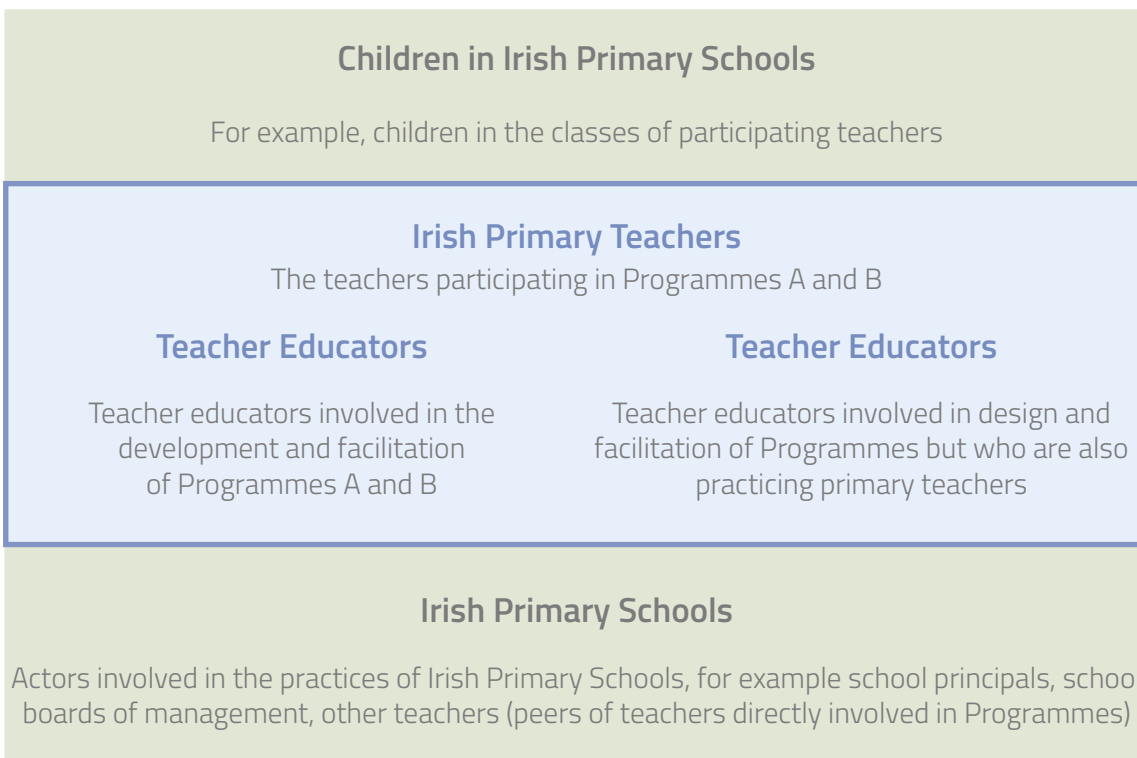 Children in Irish Primary Schools
For example, children in the classes of participating teachers
Irish Primary Teachers
The teachers participating in Programmes A and B
Teacher Educators
Teacher educators involved in the
development and facilitation
of Programmes A and B
Teacher Educators
Teacher educators involved in design and
facilitation of Programmes but who are also
practicing primary teachers
Irish Primary Schools
Actors involved in the practices of Irish Primary Schools, for example school principals, schoo
boards of management, other teachers (peers of teachers directly involved in Programmes)